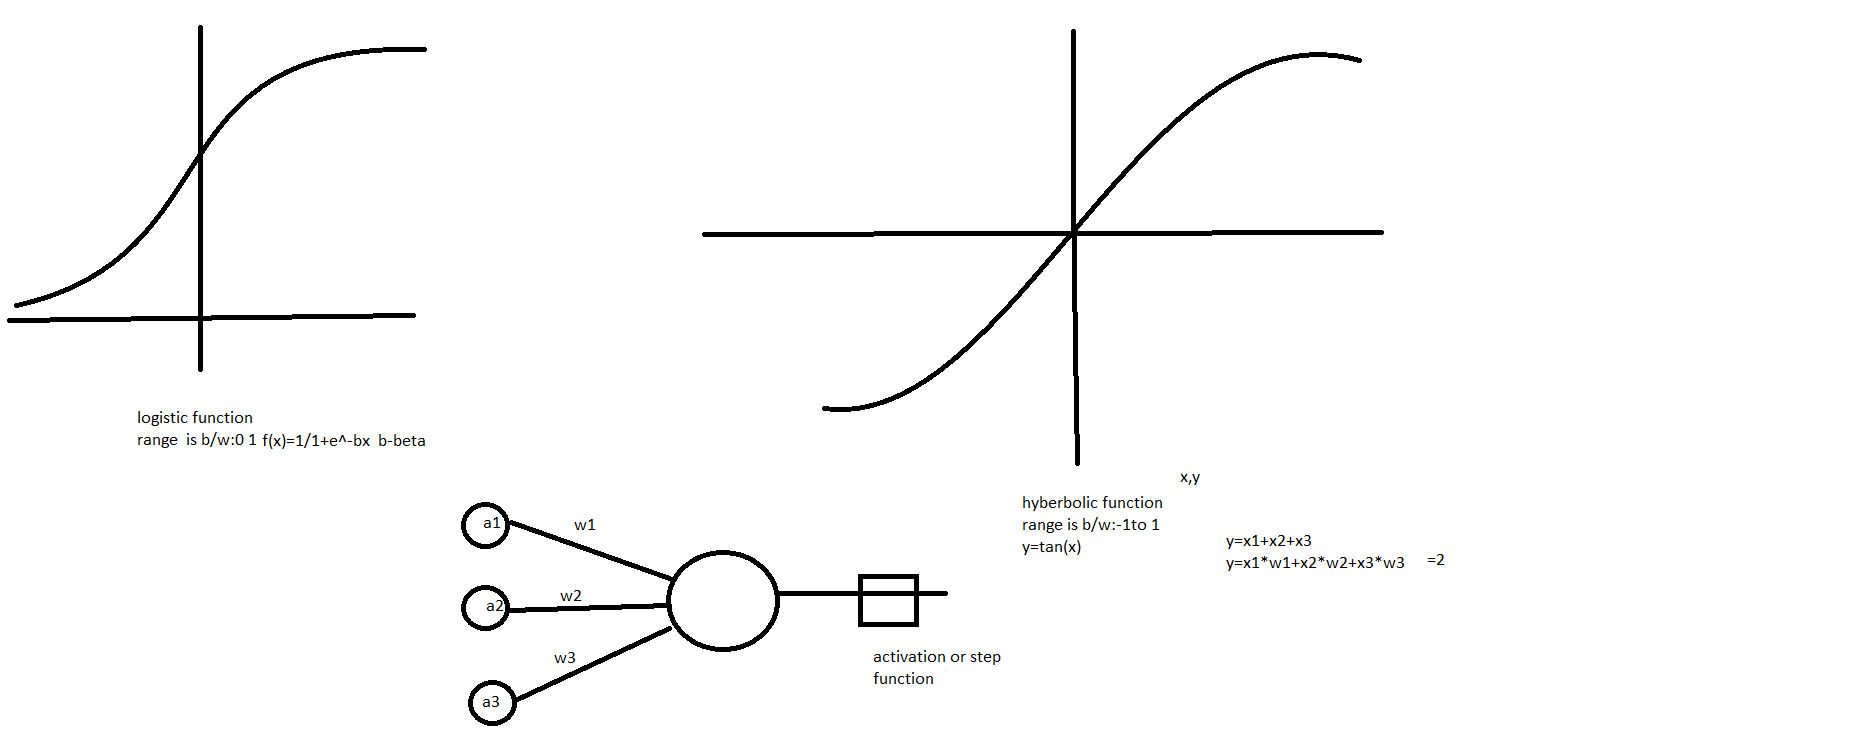 logistic function
range  is b/w:0 1 f(x)=1/1+e^-bx  b-beta
x,y
hyberbolic function
range is b/w:-1to 1
y=tan(x)
y=x1+x2+x3
y=x1*w1+x2*w2+x3*w3 =2
a1
w1
a2
w2
w3
a3
activation or step
function